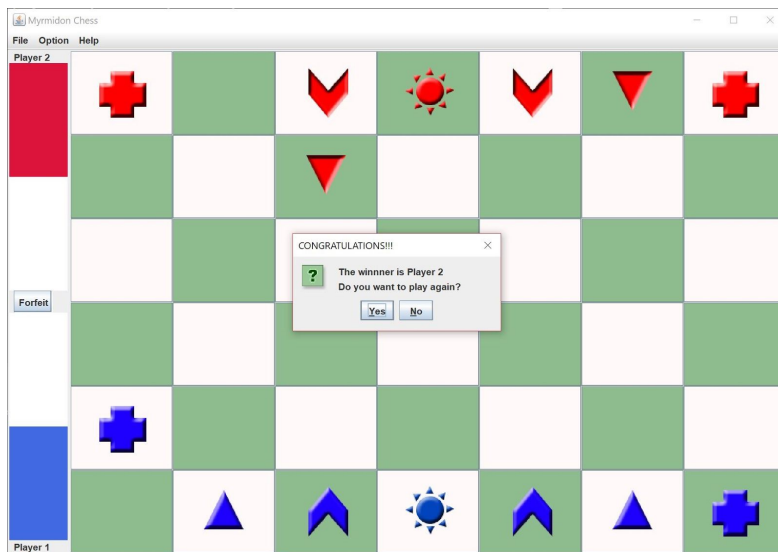 Myrmidon Chess
File Option Help
Player 2
CONGRATULATIONS!!!
?
The winnner is Player 2
Do you want to play again?
Yes No
Forfeit
Player 1